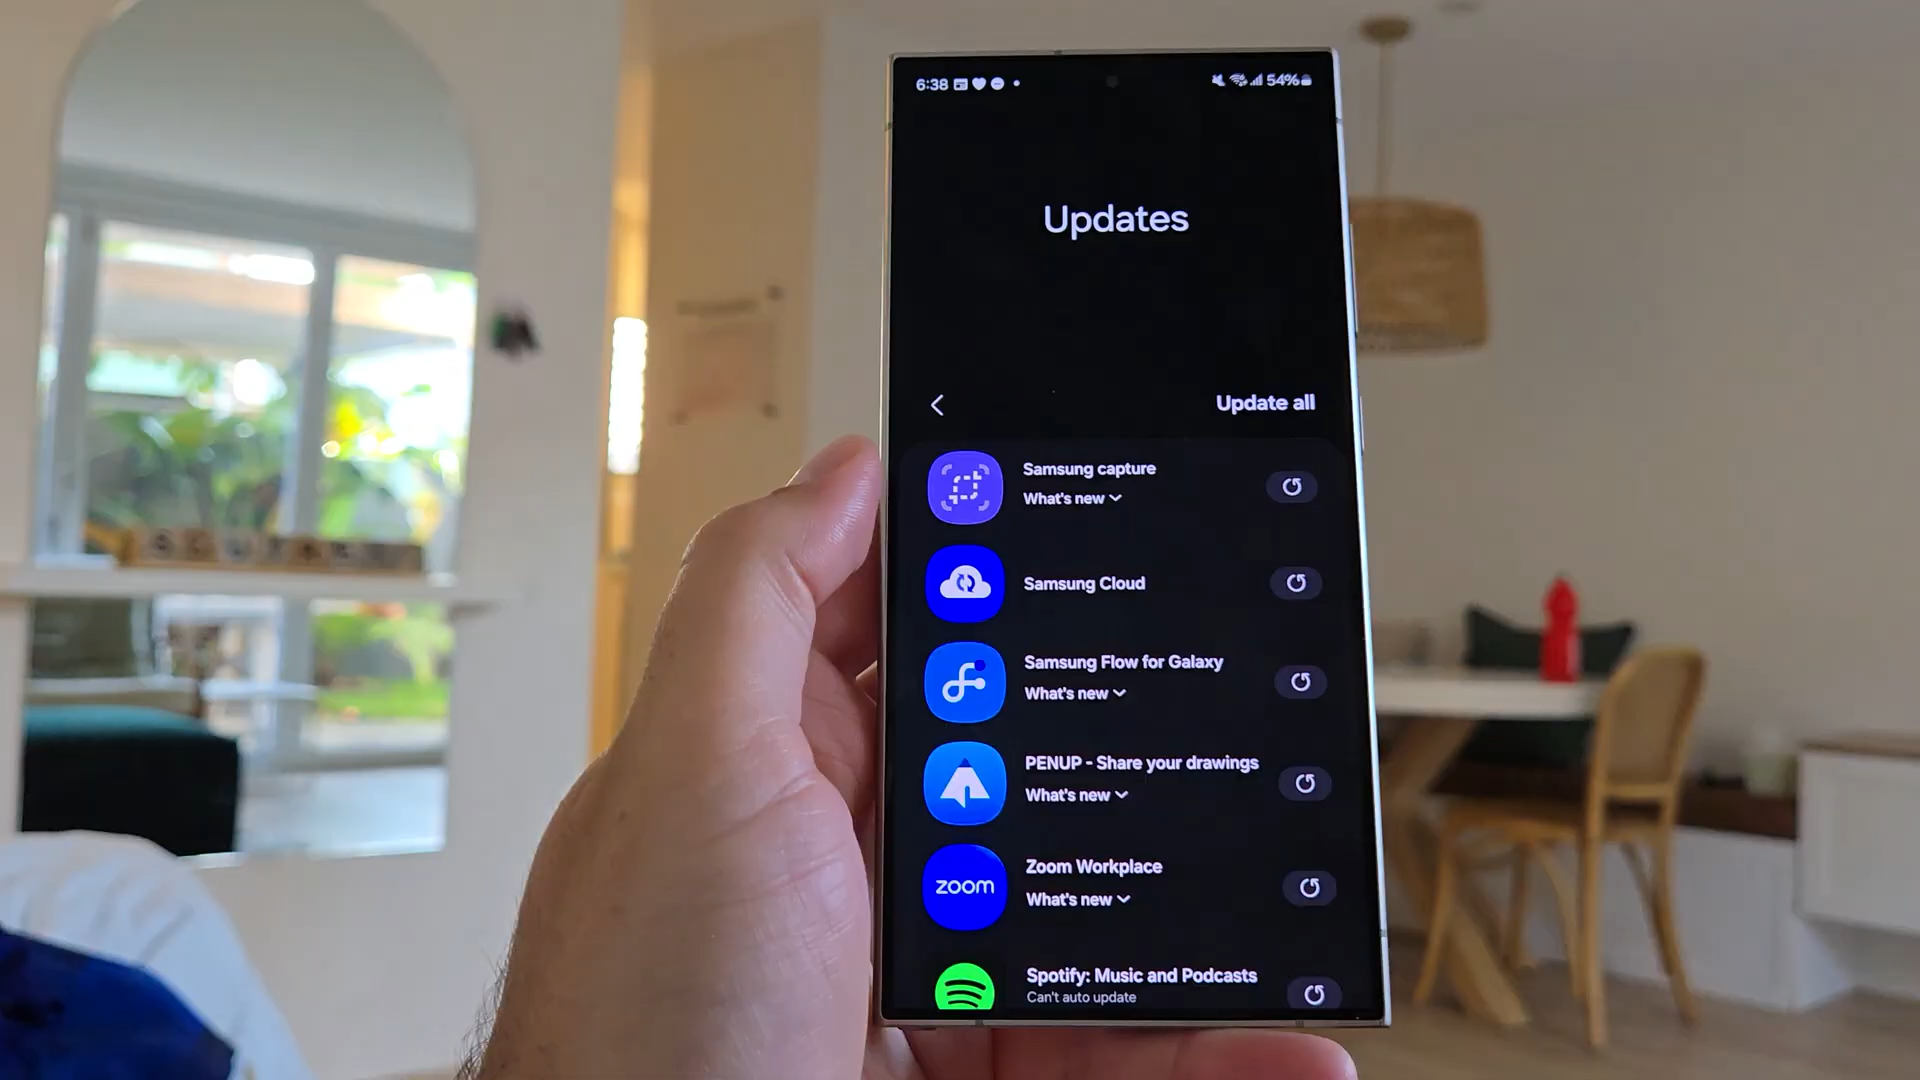 6:38
54%
Updates
Update all
Samsung capture
What's new
Samsung Cloud
Samsung Flow for Galaxy
What's new
PENUP - Share your drawings
What's new
zoom
Zoom Workplace
What's new
Spotify: Music and Podcasts
Can't auto update